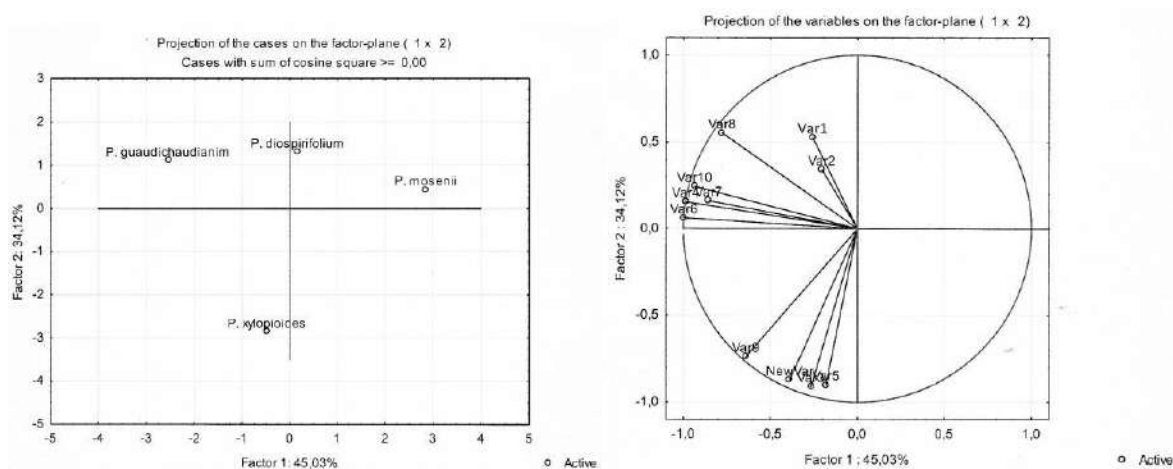 Projection of the cases on the factor-plane ( 1 x 2)
Cases with sum of cosine square >= 0,00
3
2
1
0
-1
-2
-3
-4
-5
Factor 2: 34,12%
P. guaudichaudianim
P. diospirifolium
P. mosenii
P. xylopioides
-5 -4 -3 -2 -1 0 1 2 3 4 5
Factor 1: 45,03%
Active
Projection of the variables on the factor-plane ( 1 x 2)
1,0
0,5
0,0
-0,5
-1,0
Factor 2 : 34,12%
Var8
Var1
Var2
Var10
Var4
Var7
Var6
Var9
NewVar
Var5
-1,0 -0,5 0,0 0,5 1,0
Factor 1 : 45,03%
Active